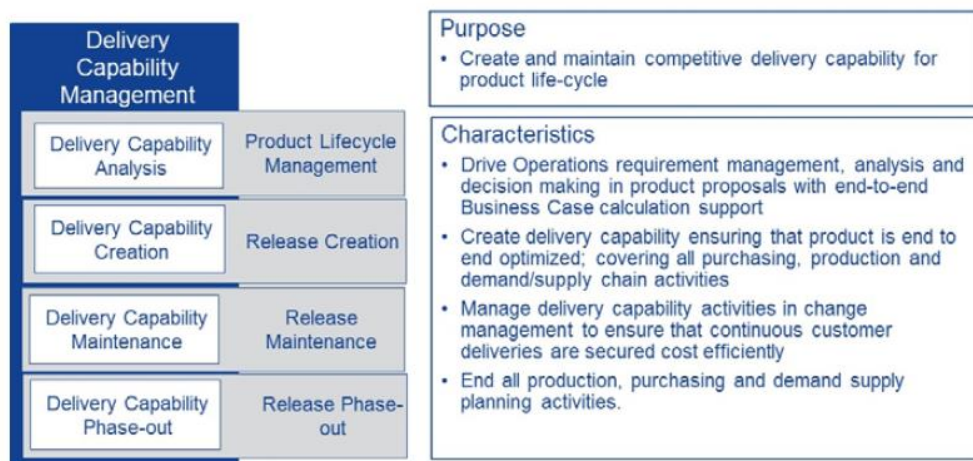 Delivery
Capability
Management
Delivery Capability
Analysis
Product Lifecycle
Management
Delivery Capability
Creation
Release Creation
Delivery Capability
Maintenance
Release
Maintenance
Delivery Capability
Phase-out
Release Phase-
out
Purpose
• Create and maintain competitive delivery capability for
product life-cycle
Characteristics
• Drive Operations requirement management, analysis and
decision making in product proposals with end-to-end
Business Case calculation support
• Create delivery capability ensuring that product is end to
end optimized; covering all purchasing, production and
demand/supply chain activities
• Manage delivery capability activities in change
management to ensure that continuous customer
deliveries are secured cost efficiently
• End all production, purchasing and demand supply
planning activities.